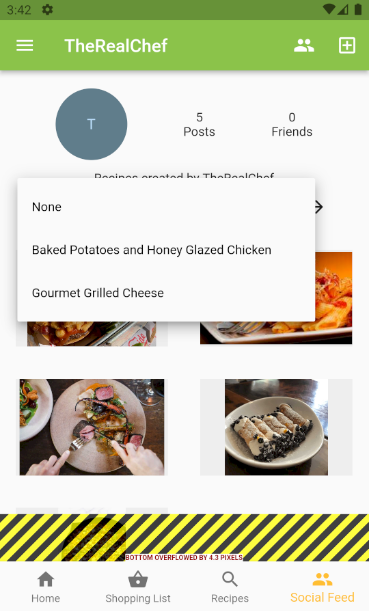 3:42
TheRealChef
T
5
Posts
0
Friends
Recipes created by TheRealChef
None
Baked Potatoes and Honey Glazed Chicken
Gourmet Grilled Cheese
BOTTOM OVERFLOWED BY 4.3 PIXELS
Home
Shopping List
Recipes
Social Feed